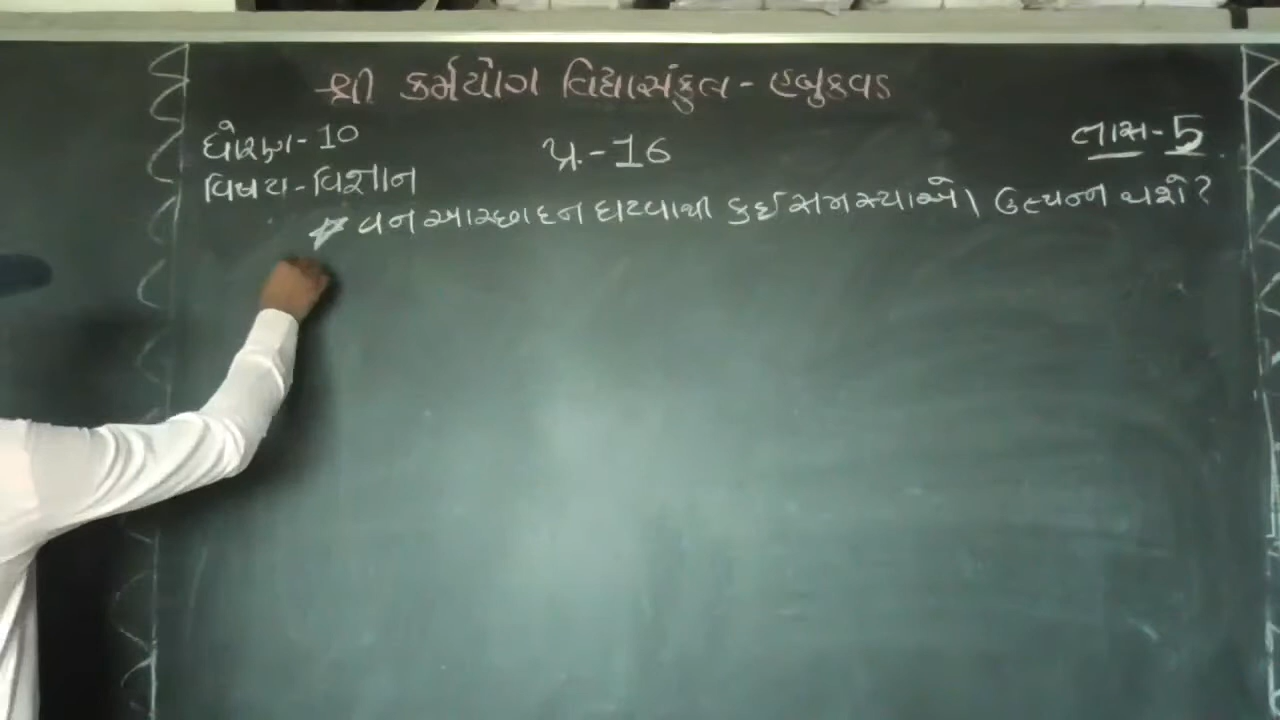 શ્રી કર્મયોગ વિદ્યાસંકુલ - હબુકવડ
ધોરણ - 10
પ્ર. - 16
તાસ - 5
વિષય - વિજ્ઞાન
* વન આચ્છાદન ઘટવાથી કઈ સમસ્યાઓ ઉત્પન્ન થશે?